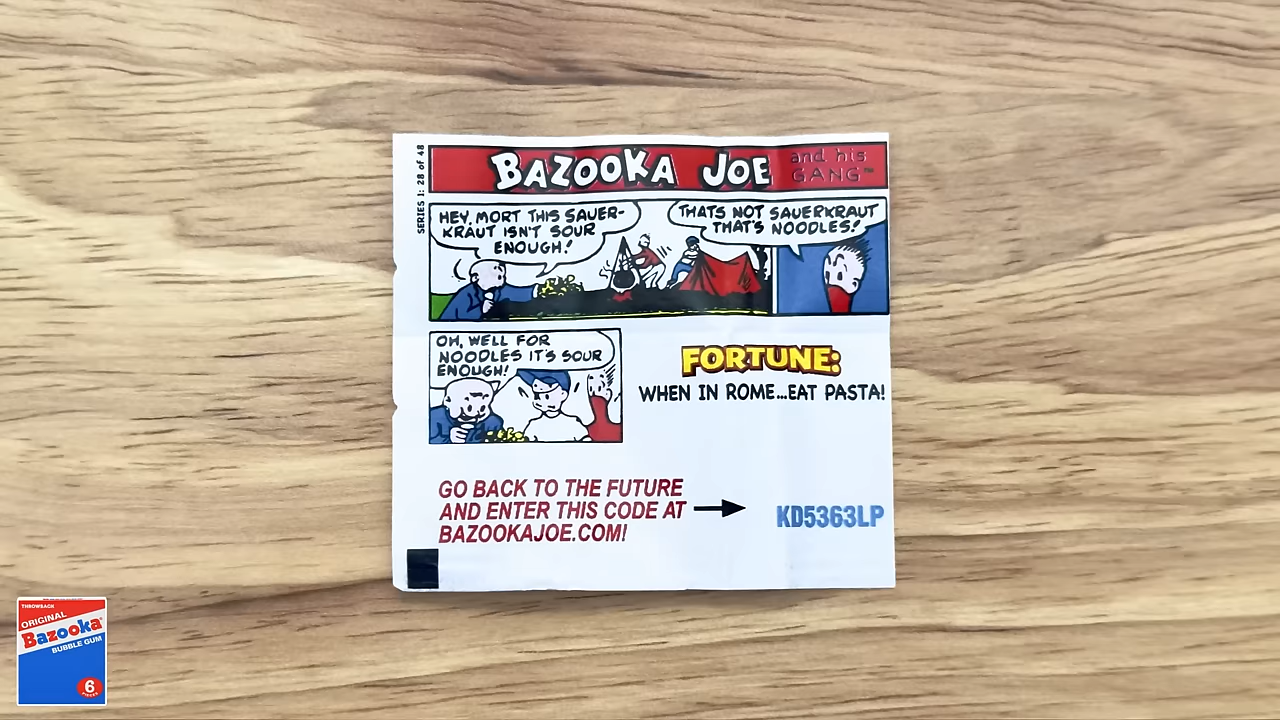 SERIES 1: 28 of 48
BAZOOKA JOE
and his
GANG™
HEY, MORT THIS SAUER-
KRAUT ISN'T SOUR
ENOUGH!
THATS NOT SAUERKRAUT
THAT'S NOODLES!
OH, WELL FOR
NOODLES IT'S SOUR
ENOUGH!
FORTUNE:
WHEN IN ROME...EAT PASTA!
GO BACK TO THE FUTURE
AND ENTER THIS CODE AT
BAZOOKAJOE.COM!
KD5363LP
THROWBACK
ORIGINAL
Bazooka
BUBBLE GUM
6
PIECES